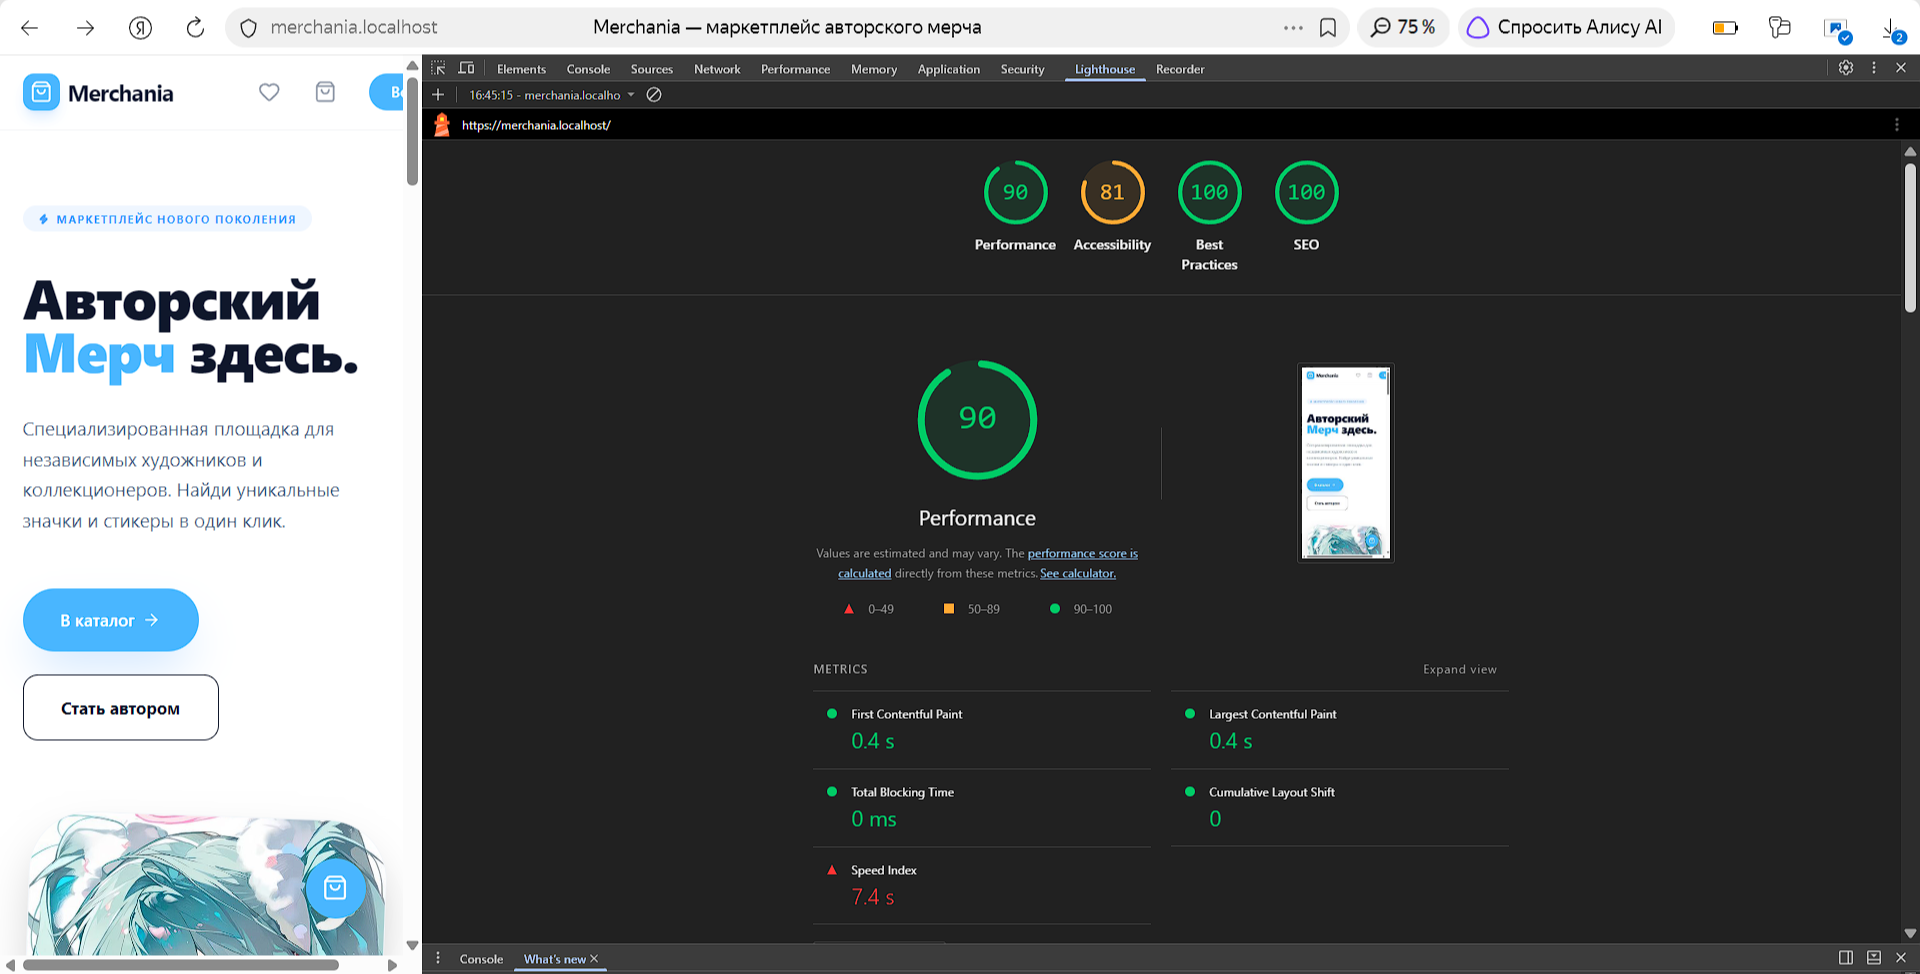 merchania.localhost
Merchania — маркетплейс авторского мерча
75 %
Спросить Алису AI
2
Merchania
МАРКЕТПЛЕЙС НОВОГО ПОКОЛЕНИЯ
Авторский
Мерч здесь.
Специализированная площадка для
независимых художников и
коллекционеров. Найди уникальные
значки и стикеры в один клик.
В каталог →
Стать автором
Elements Console Sources Network Performance Memory Application Security Lighthouse Recorder
16:45:15 - merchania.localho
https://merchania.localhost/
90 81 100 100
Performance Accessibility Best Practices SEO
90
Performance
Values are estimated and may vary. The performance score is
calculated directly from these metrics. See calculator.
0–49 50–89 90–100
Merchania
Авторский
Мерч здесь.
METRICS
Expand view
First Contentful Paint
0.4 s
Largest Contentful Paint
0.4 s
Total Blocking Time
0 ms
Cumulative Layout Shift
0
Speed Index
7.4 s
Console What's new